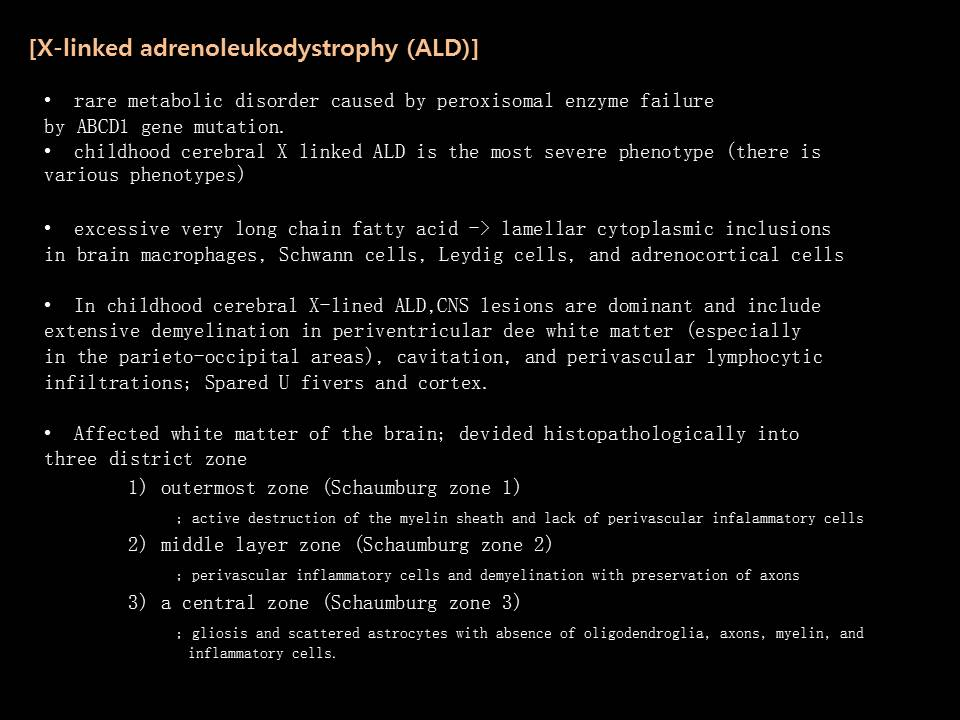 [X-linked adrenoleukodystrophy (ALD)]
• rare metabolic disorder caused by peroxisomal enzyme failure
by ABCD1 gene mutation.
• childhood cerebral X linked ALD is the most severe phenotype (there is
various phenotypes)
• excessive very long chain fatty acid -> lamellar cytoplasmic inclusions
in brain macrophages, Schwann cells, Leydig cells, and adrenocortical cells
• In childhood cerebral X-lined ALD,CNS lesions are dominant and include
extensive demyelination in periventricular dee white matter (especially
in the parieto-occipital areas), cavitation, and perivascular lymphocytic
infiltrations; Spared U fivers and cortex.
• Affected white matter of the brain; devided histopathologically into
three district zone
1) outermost zone (Schaumburg zone 1)
; active destruction of the myelin sheath and lack of perivascular infalammatory cells
2) middle layer zone (Schaumburg zone 2)
; perivascular inflammatory cells and demyelination with preservation of axons
3) a central zone (Schaumburg zone 3)
; gliosis and scattered astrocytes with absence of oligodendroglia, axons, myelin, and
inflammatory cells.